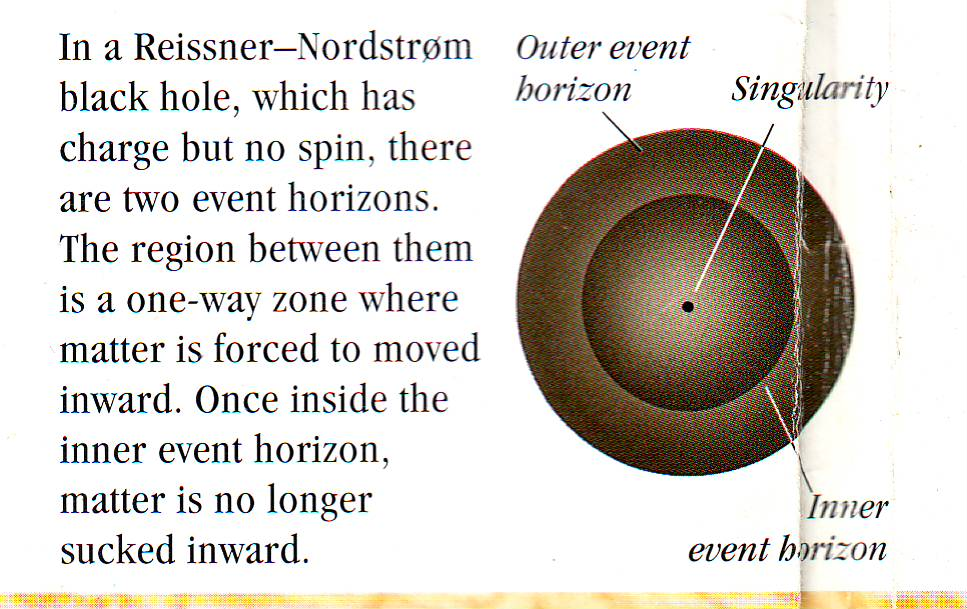 In a Reissner–Nordstrøm
black hole, which has
charge but no spin, there
are two event horizons.
The region between them
is a one-way zone where
matter is forced to moved
inward. Once inside the
inner event horizon,
matter is no longer
sucked inward.
Outer event
horizon
Singularity
Inner
event horizon